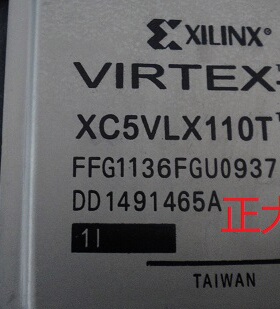 XILINX®
VIRTEX
XC5VLX110T
FFG1136FGU0937
DD1491465A
正大
1I
TAIWAN